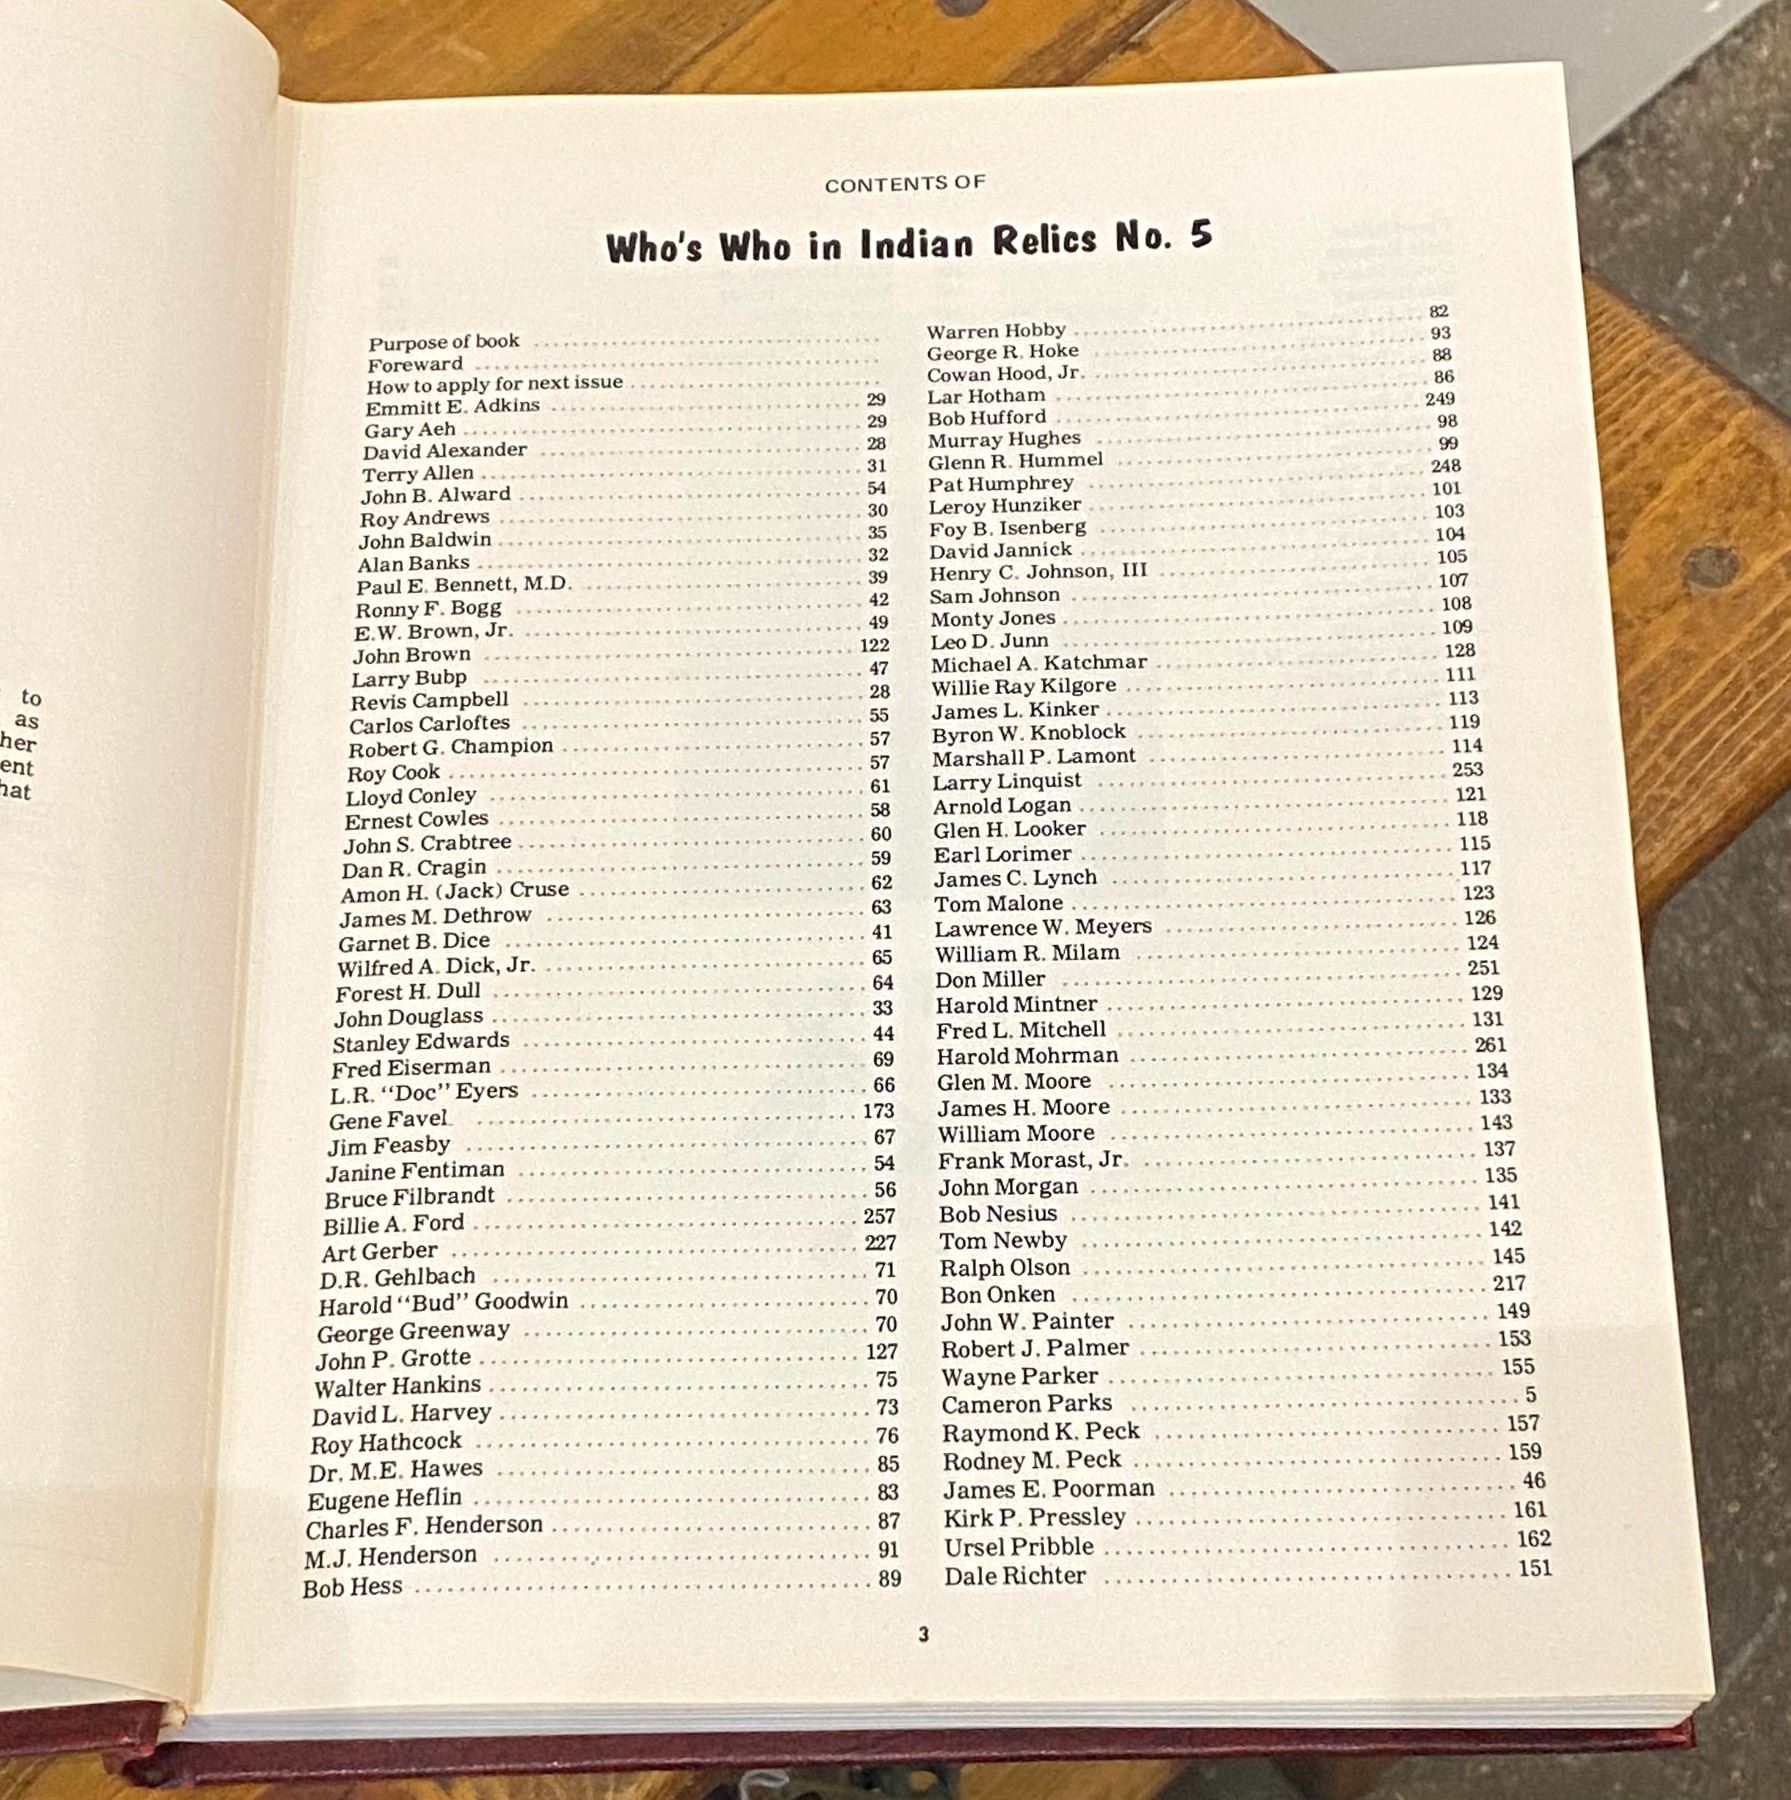 to
as
CONTENTS OF
Who's Who in Indian Relics No. 5
Purpose of book ..........
Foreward ..........
How to apply for next issue ..........
Emmitt E. Adkins .......... 29
Gary Aeh .......... 29
David Alexander .......... 28
Terry Allen .......... 31
John B. Alward .......... 54
Roy Andrews .......... 30
John Baldwin .......... 35
Alan Banks .......... 32
Paul E. Bennett, M.D. .......... 39
Ronny F. Bogg .......... 42
E.W. Brown, Jr. .......... 49
John Brown .......... 122
Larry Bubp .......... 47
Revis Campbell .......... 28
Carlos Carloftes .......... 55
Robert G. Champion .......... 57
Roy Cook .......... 57
Lloyd Conley .......... 61
Ernest Cowles .......... 58
John S. Crabtree .......... 60
Dan R. Cragin .......... 59
Amon H. (Jack) Cruse .......... 62
James M. Dethrow .......... 63
Garnet B. Dice .......... 41
Wilfred A. Dick, Jr. .......... 65
Forest H. Dull .......... 64
John Douglass .......... 33
Stanley Edwards .......... 44
Fred Eiserman .......... 69
L.R. "Doc" Eyers .......... 66
Gene Favel .......... 173
Jim Feasby .......... 67
Janine Fentiman .......... 54
Bruce Filbrandt .......... 56
Billie A. Ford .......... 257
Art Gerber .......... 227
D.R. Gehlbach .......... 71
Harold "Bud" Goodwin .......... 70
George Greenway .......... 70
John P. Grotte .......... 127
Walter Hankins .......... 75
David L. Harvey .......... 73
Roy Hathcock .......... 76
Dr. M.E. Hawes .......... 85
Eugene Heflin .......... 83
Charles F. Henderson .......... 87
M.J. Henderson .......... 91
Bob Hess .......... 89
Warren Hobby .......... 82
George R. Hoke .......... 93
Cowan Hood, Jr. .......... 88
Lar Hotham .......... 86
Bob Hufford .......... 249
Murray Hughes .......... 98
Glenn R. Hummel .......... 99
Pat Humphrey .......... 248
Leroy Hunziker .......... 101
Foy B. Isenberg .......... 103
David Jannick .......... 104
Henry C. Johnson, III .......... 105
Sam Johnson .......... 107
Monty Jones .......... 108
Leo D. Junn .......... 109
Michael A. Katchmar .......... 128
Willie Ray Kilgore .......... 111
James L. Kinker .......... 113
Byron W. Knoblock .......... 119
Marshall P. Lamont .......... 114
Larry Linquist .......... 253
Arnold Logan .......... 121
Glen H. Looker .......... 118
Earl Lorimer .......... 115
James C. Lynch .......... 117
Tom Malone .......... 123
Lawrence W. Meyers .......... 126
William R. Milam .......... 124
Don Miller .......... 251
Harold Mintner .......... 129
Fred L. Mitchell .......... 131
Harold Mohrman .......... 261
Glen M. Moore .......... 134
James H. Moore .......... 133
William Moore .......... 143
Frank Morast, Jr. .......... 137
John Morgan .......... 135
Bob Nesius .......... 141
Tom Newby .......... 142
Ralph Olson .......... 145
Bon Onken .......... 217
John W. Painter .......... 149
Robert J. Palmer .......... 153
Wayne Parker .......... 155
Cameron Parks .......... 5
Raymond K. Peck .......... 157
Rodney M. Peck .......... 159
James E. Poorman .......... 46
Kirk P. Pressley .......... 161
Ursel Pribble .......... 162
Dale Richter .......... 151
3